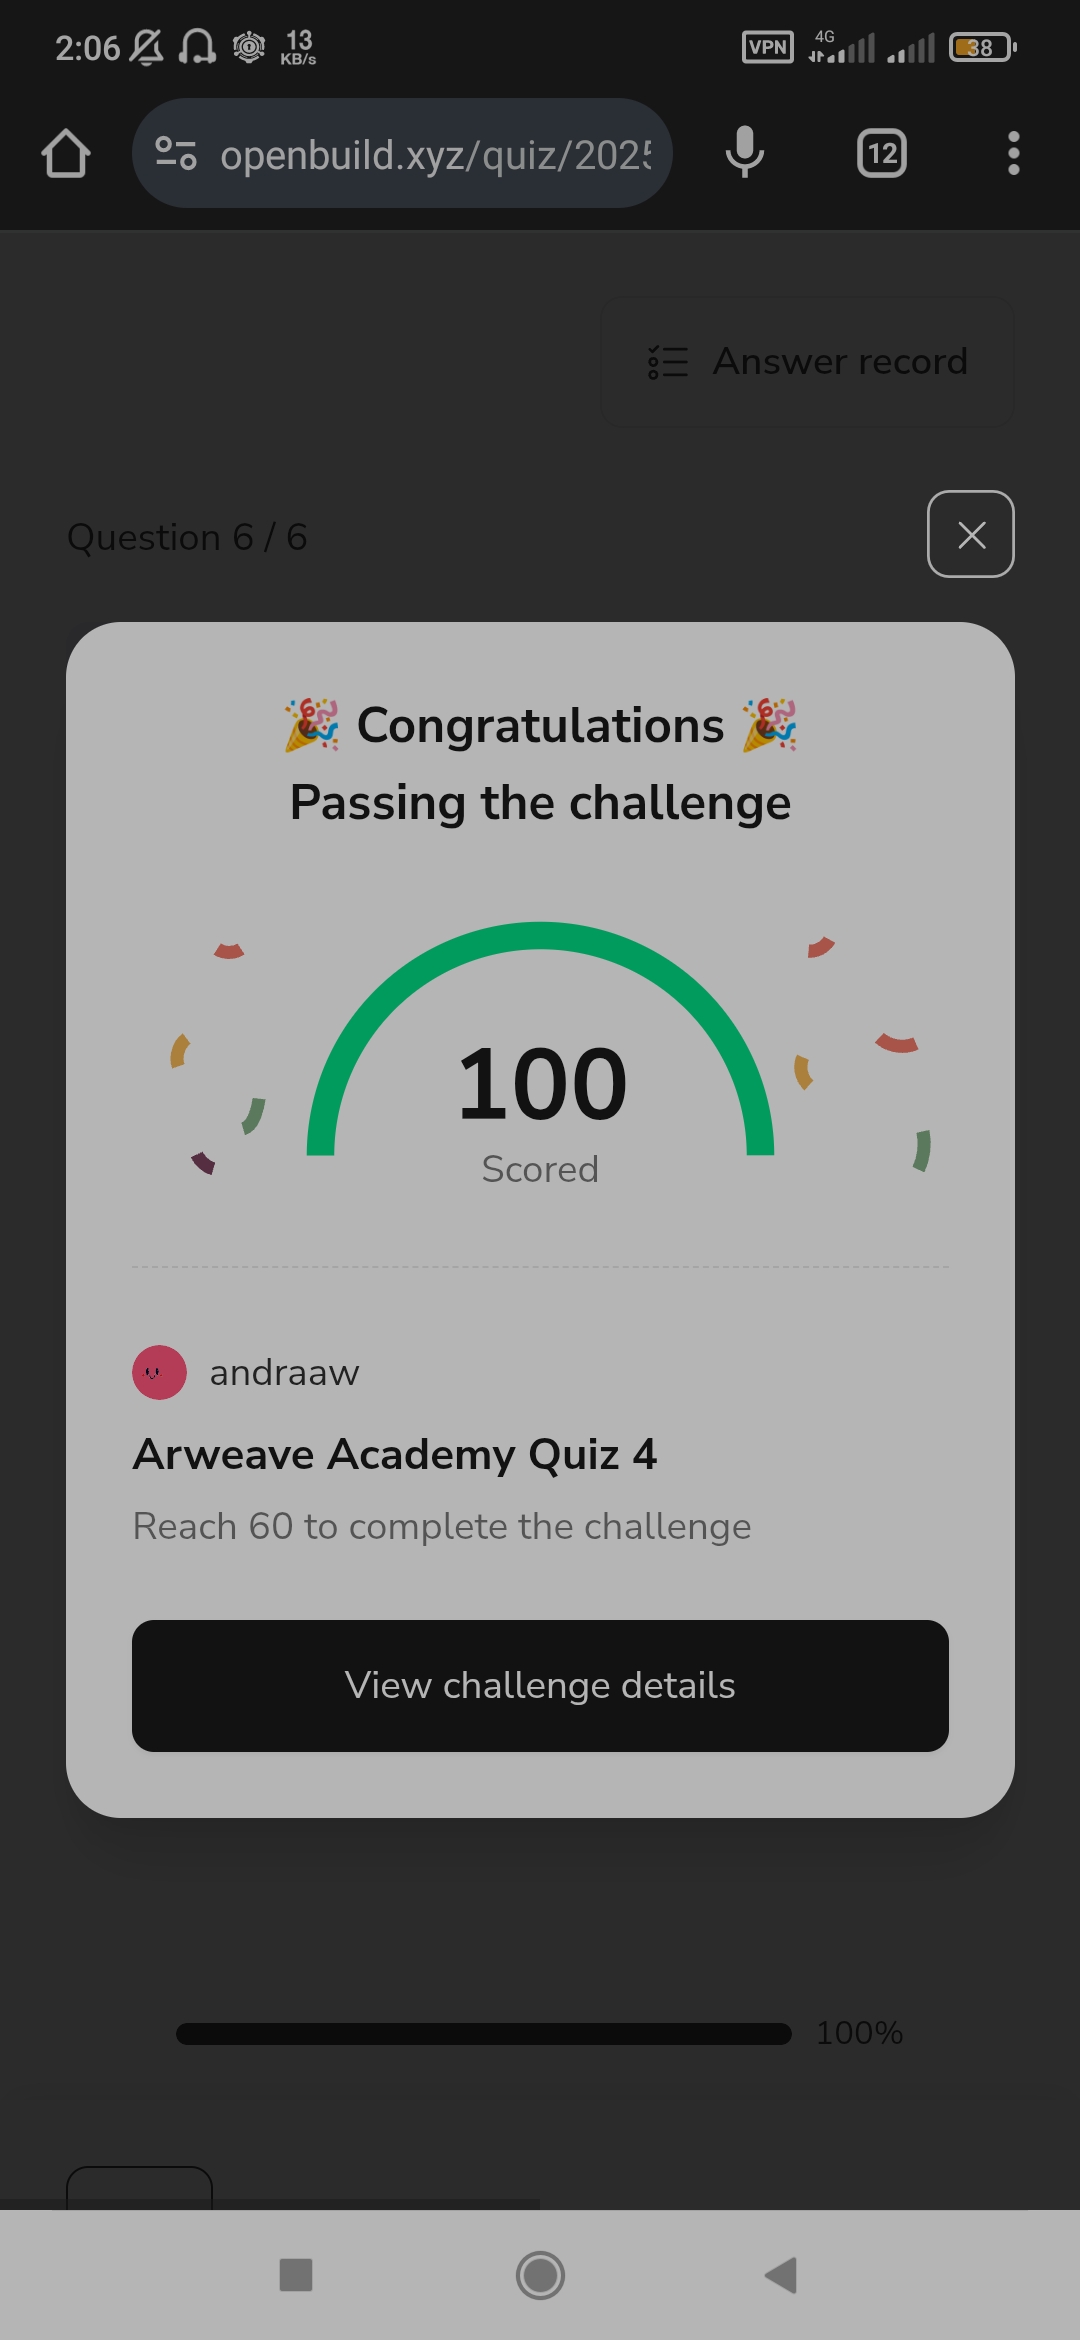 2:06
13
KB/s
VPN
4G
38
openbuild.xyz/quiz/2025
12
Answer record
Question 6 / 6
🎉 Congratulations 🎉
Passing the challenge
100
Scored
andraaw
Arweave Academy Quiz 4
Reach 60 to complete the challenge
View challenge details
100%